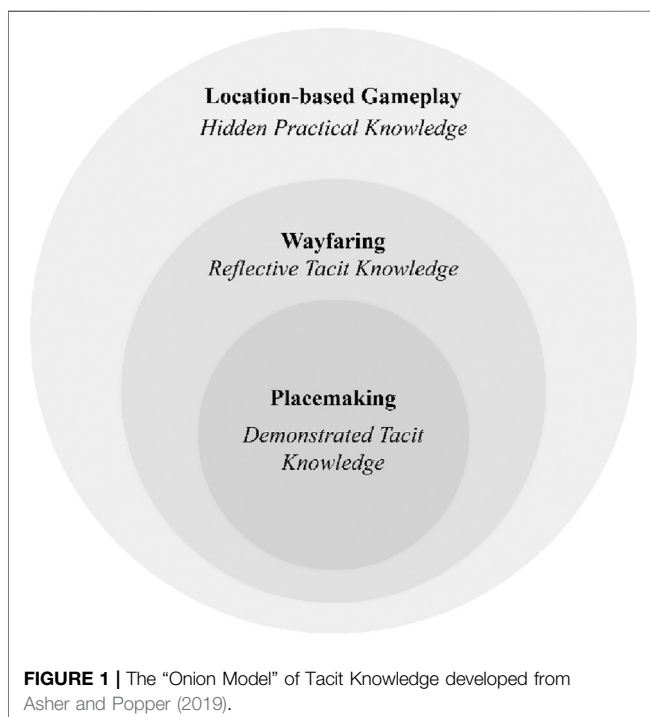 Location-based Gameplay
Hidden Practical Knowledge
Wayfaring
Reflective Tacit Knowledge
Placemaking
Demonstrated Tacit
Knowledge
FIGURE 1 | The “Onion Model” of Tacit Knowledge developed from
Asher and Popper (2019).